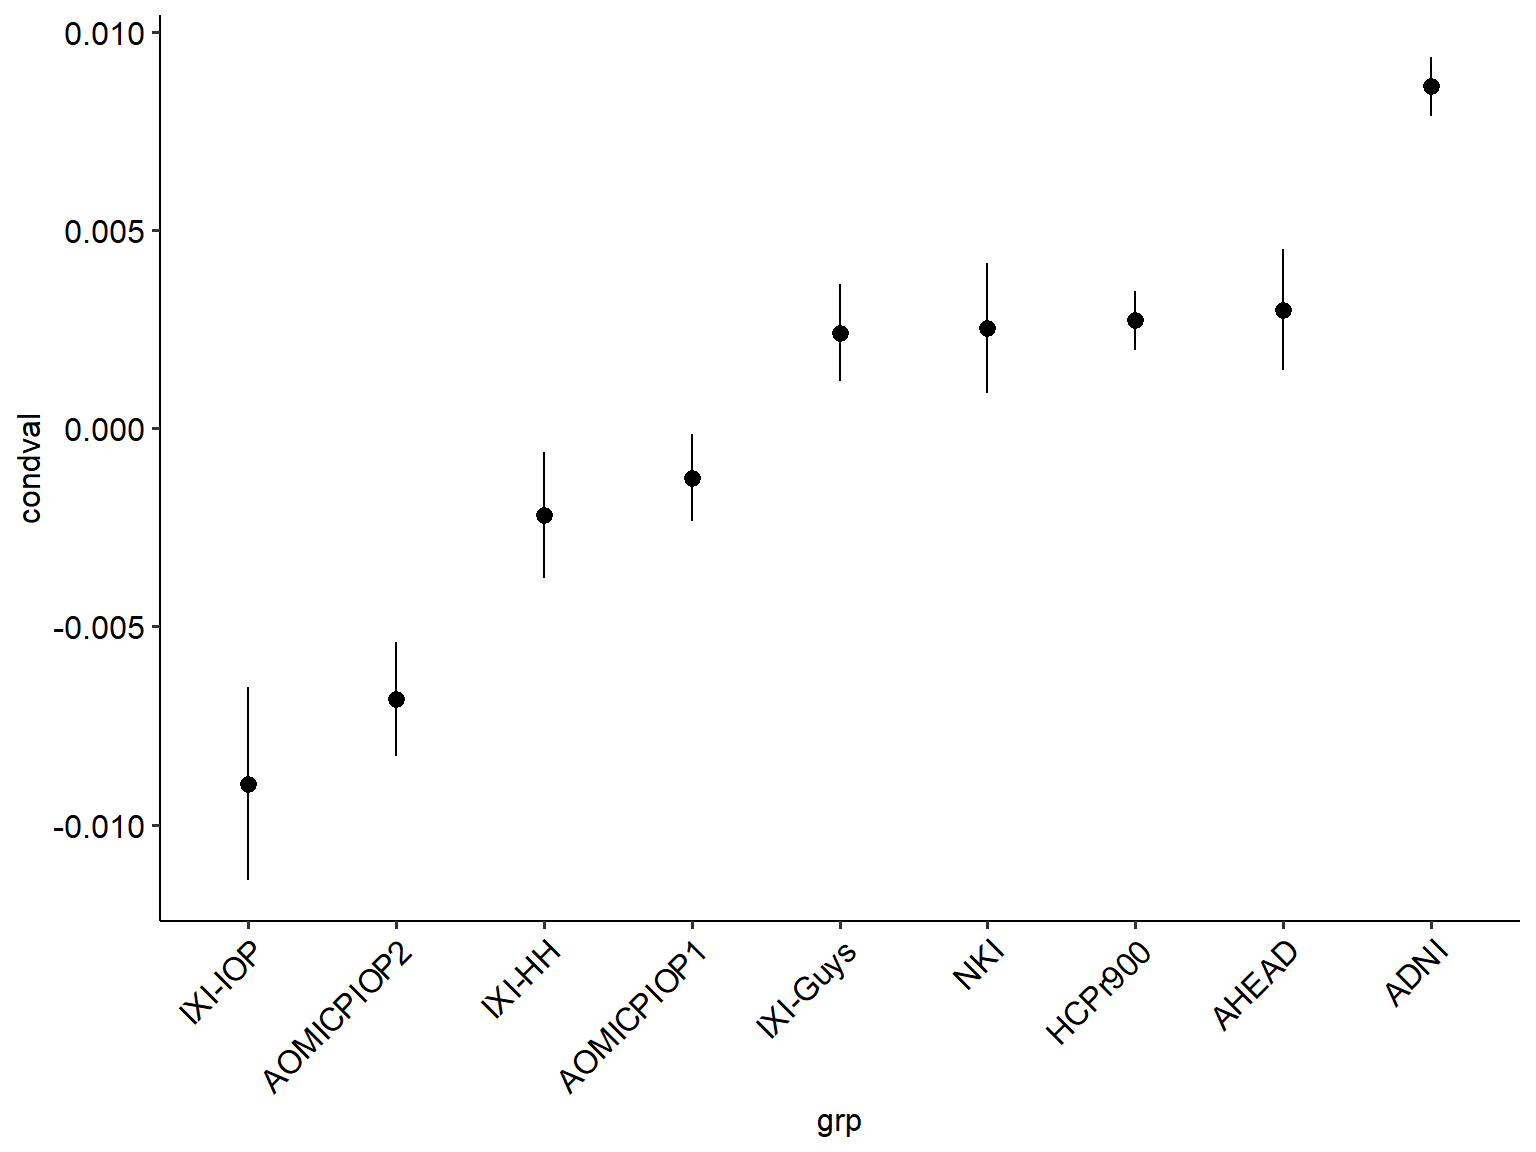 0.010
0.005
0.000
-0.005
-0.010
condval
IXI-IOP
AOMICPIOP2
IXI-HH
AOMICPIOP1
IXI-Guys
NKI
HCPr900
AHEAD
ADNI
grp